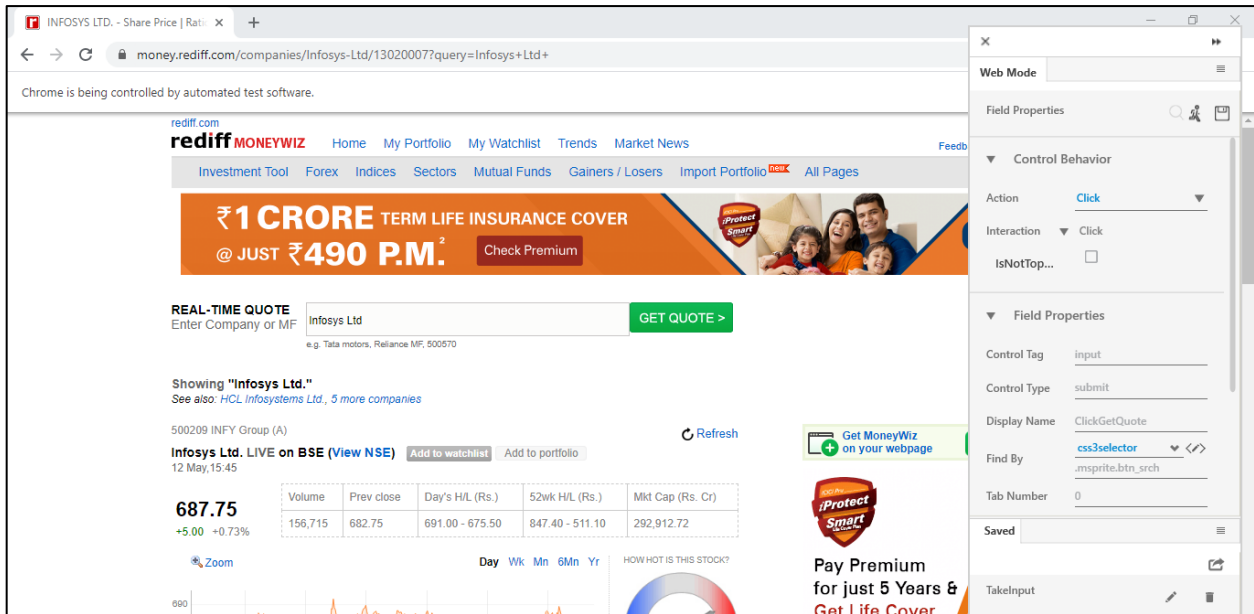 INFOSYS LTD. - Share Price | Rati
money.rediff.com/companies/Infosys-Ltd/13020007?query=Infosys+Ltd+
Chrome is being controlled by automated test software.
rediff.com
rediff MONEYWIZ Home My Portfolio My Watchlist Trends Market News Feedb
Investment Tool Forex Indices Sectors Mutual Funds Gainers / Losers Import Portfolio new All Pages
₹1 CRORE TERM LIFE INSURANCE COVER
@ JUST ₹490 P.M.2 Check Premium
iProtect
Smart
REAL-TIME QUOTE
Enter Company or MF Infosys Ltd GET QUOTE >
e.g. Tata motors, Reliance MF, 500570
Showing "Infosys Ltd."
See also: HCL Infosystems Ltd., 5 more companies
500209 INFY Group (A)
Refresh
Infosys Ltd. LIVE on BSE (View NSE) Add to watchlist Add to portfolio
12 May,15:45
687.75
+5.00 +0.73%
Volume Prev close Day's H/L (Rs.) 52wk H/L (Rs.) Mkt Cap (Rs. Cr)
156,715 682.75 691.00 - 675.50 847.40 - 511.10 292,912.72
Zoom Day Wk Mn 6Mn Yr HOW HOT IS THIS STOCK?
690
Get MoneyWiz
on your webpage
iProtect
Smart
Pay Premium
for just 5 Years &
Get Life Cover
Web Mode
Field Properties
Control Behavior
Action Click
Interaction Click
IsNotTop...
Field Properties
Control Tag input
Control Type submit
Display Name ClickGetQuote
Find By css3selector
.msprite.btn_srch
Tab Number 0
Saved
TakeInput